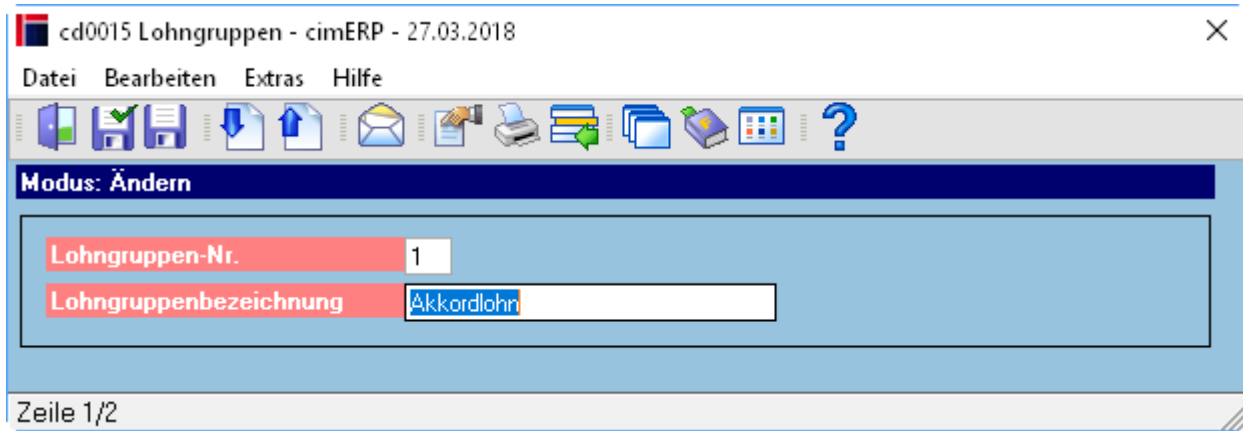 cd0015 Lohngruppen - cimERP - 27.03.2018
Datei Bearbeiten Extras Hilfe
Modus: Ändern
Lohngruppen-Nr. 1
Lohngruppenbezeichnung Akkordlohn
Zeile 1/2